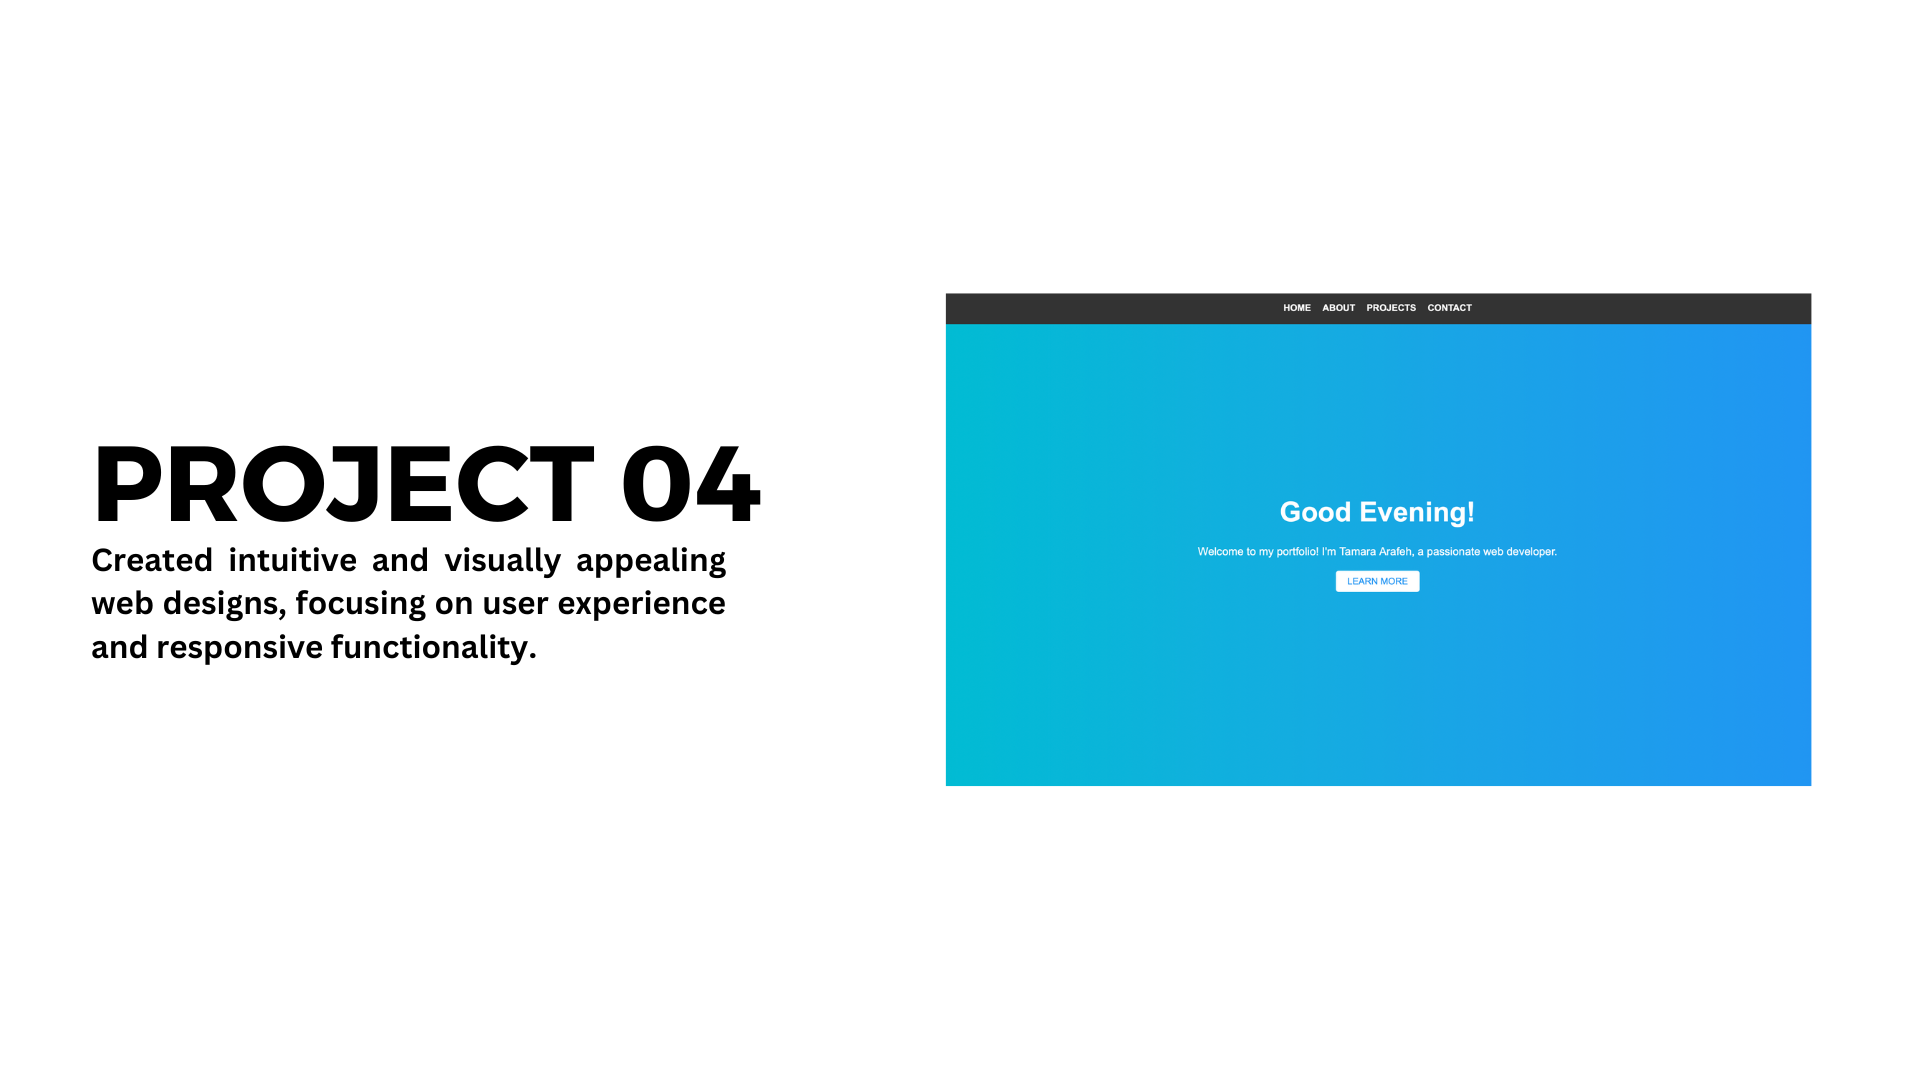 PROJECT 04
Created intuitive and visually appealing
web designs, focusing on user experience
and responsive functionality.
HOME ABOUT PROJECTS CONTACT
Good Evening!
Welcome to my portfolio! I'm Tamara Arafeh, a passionate web developer.
LEARN MORE